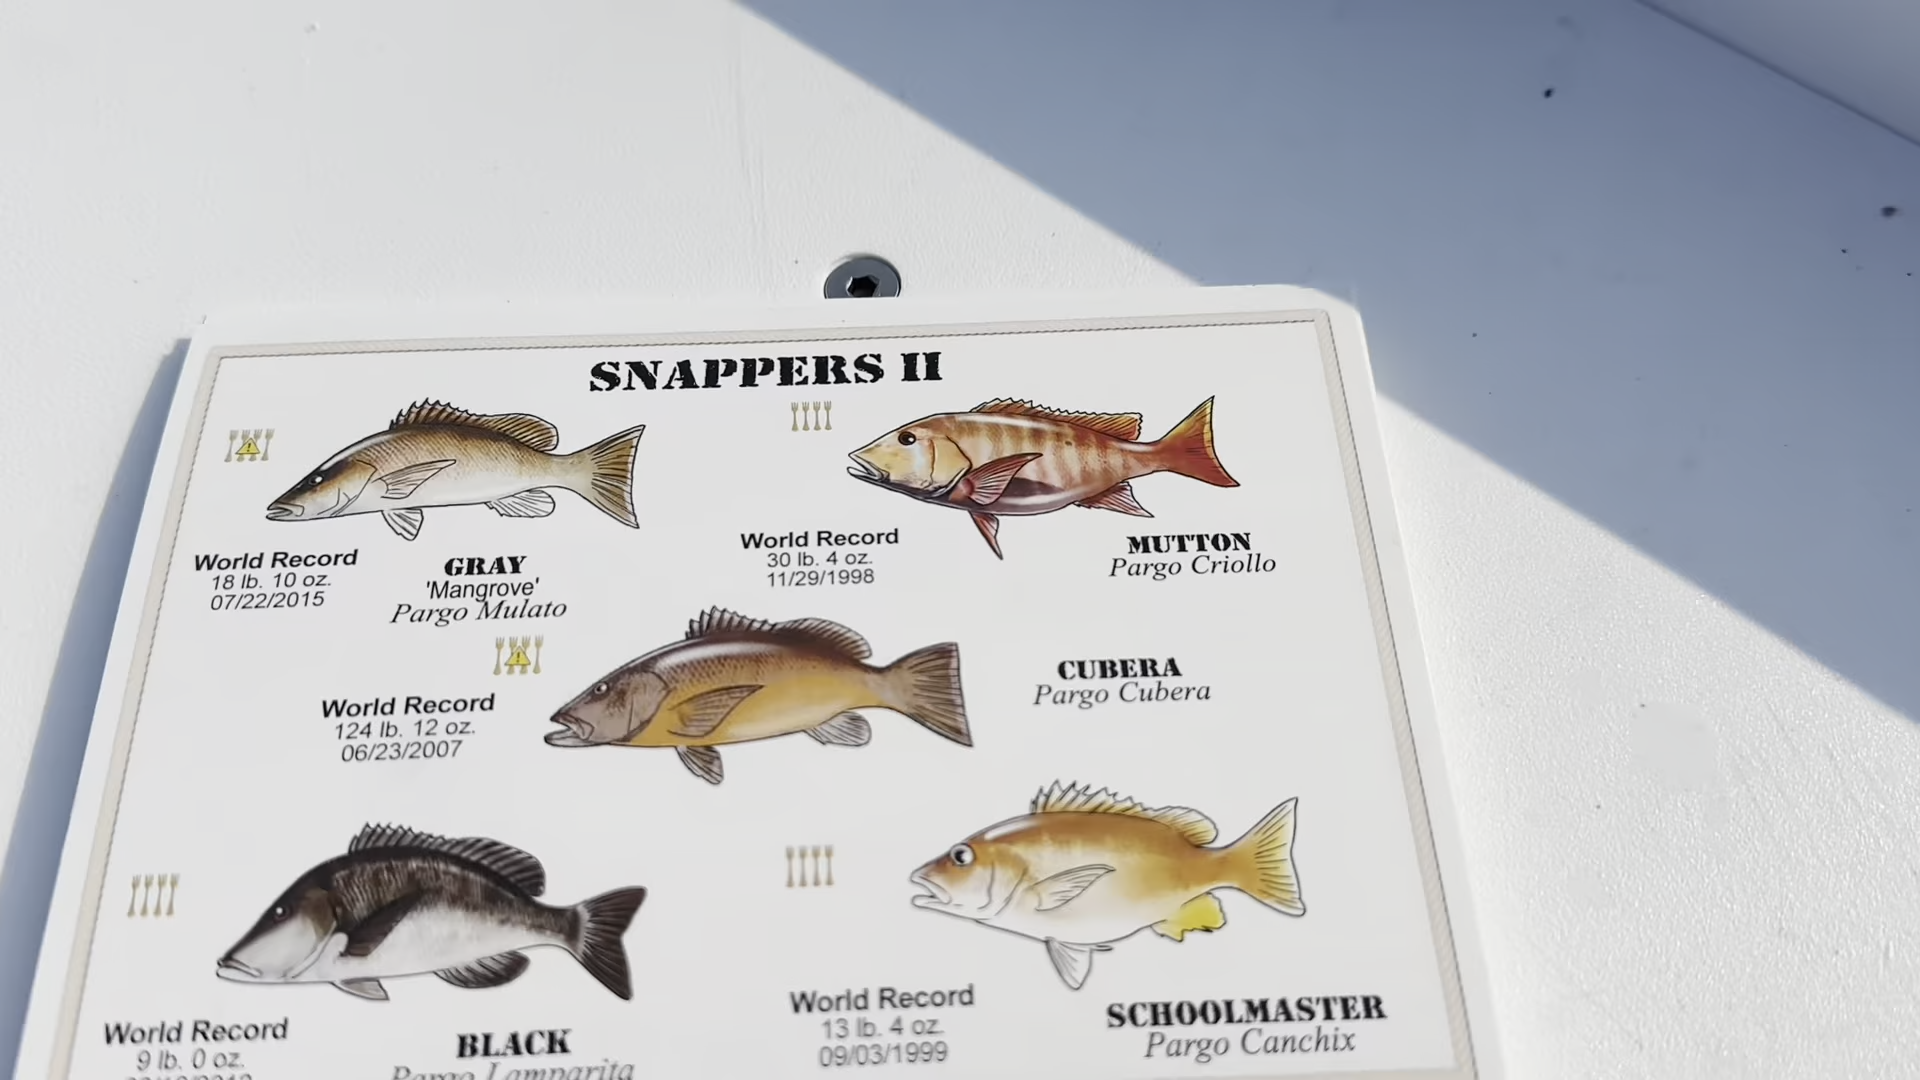 SNAPPERS II
World Record
18 lb. 10 oz.
07/22/2015
GRAY
'Mangrove'
Pargo Mulato
World Record
30 lb. 4 oz.
11/29/1998
MUTTON
Pargo Criollo
World Record
124 lb. 12 oz.
06/23/2007
CUBERA
Pargo Cubera
World Record
9 lb. 0 oz.
BLACK
Pargo Lamparita
World Record
13 lb. 4 oz.
09/03/1999
SCHOOLMASTER
Pargo Canchix